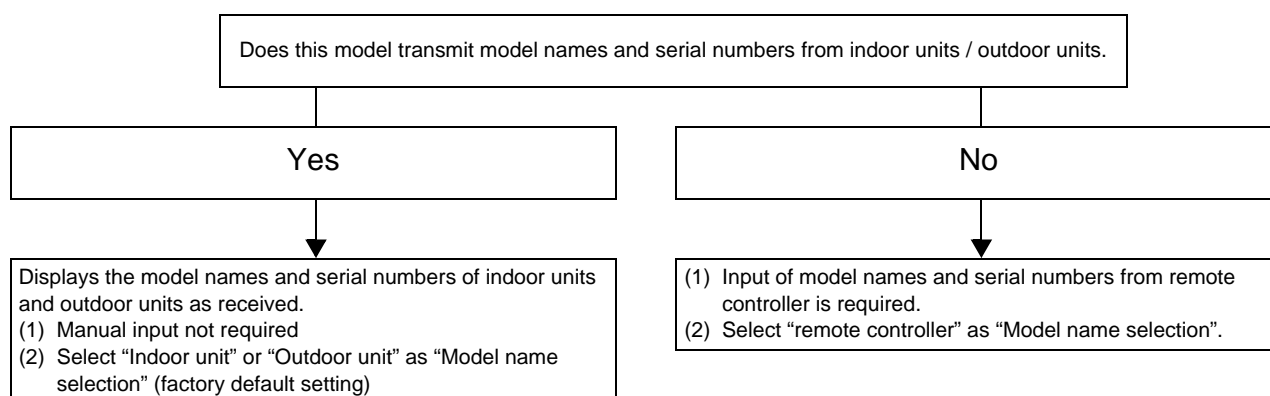 Does this model transmit model names and serial numbers from indoor units / outdoor units.
Yes
No
Displays the model names and serial numbers of indoor units
and outdoor units as received.
(1) Manual input not required
(2) Select “Indoor unit” or “Outdoor unit” as “Model name
selection” (factory default setting)
(1) Input of model names and serial numbers from remote
controller is required.
(2) Select “remote controller” as “Model name selection”.